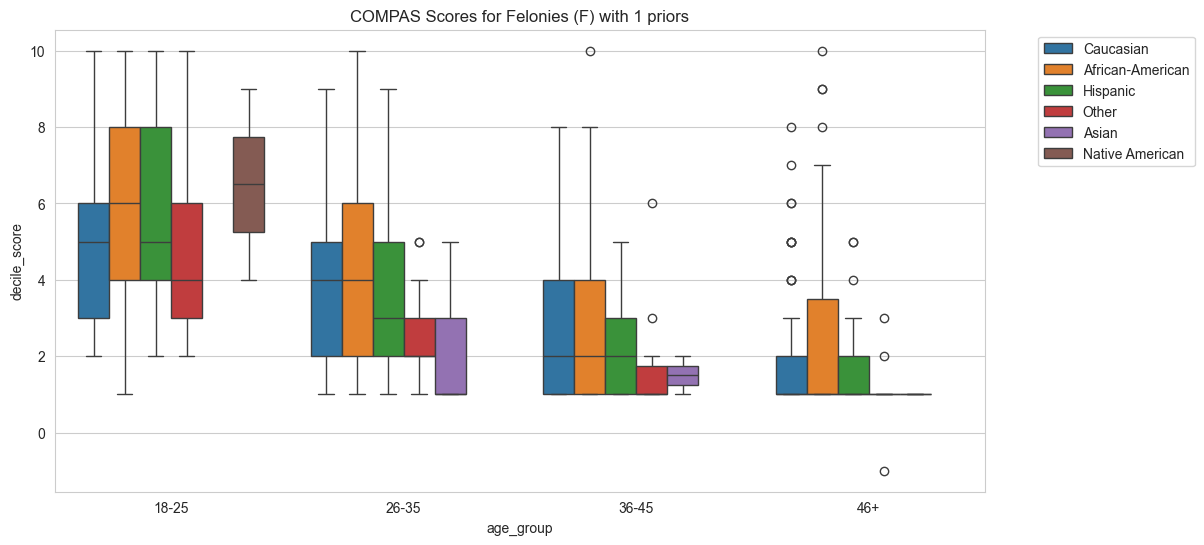 COMPAS Scores for Felonies (F) with 1 priors
Caucasian
African-American
Hispanic
Other
Asian
Native American
decile_score
10
8
6
4
2
0
18-25
26-35
36-45
46+
age_group